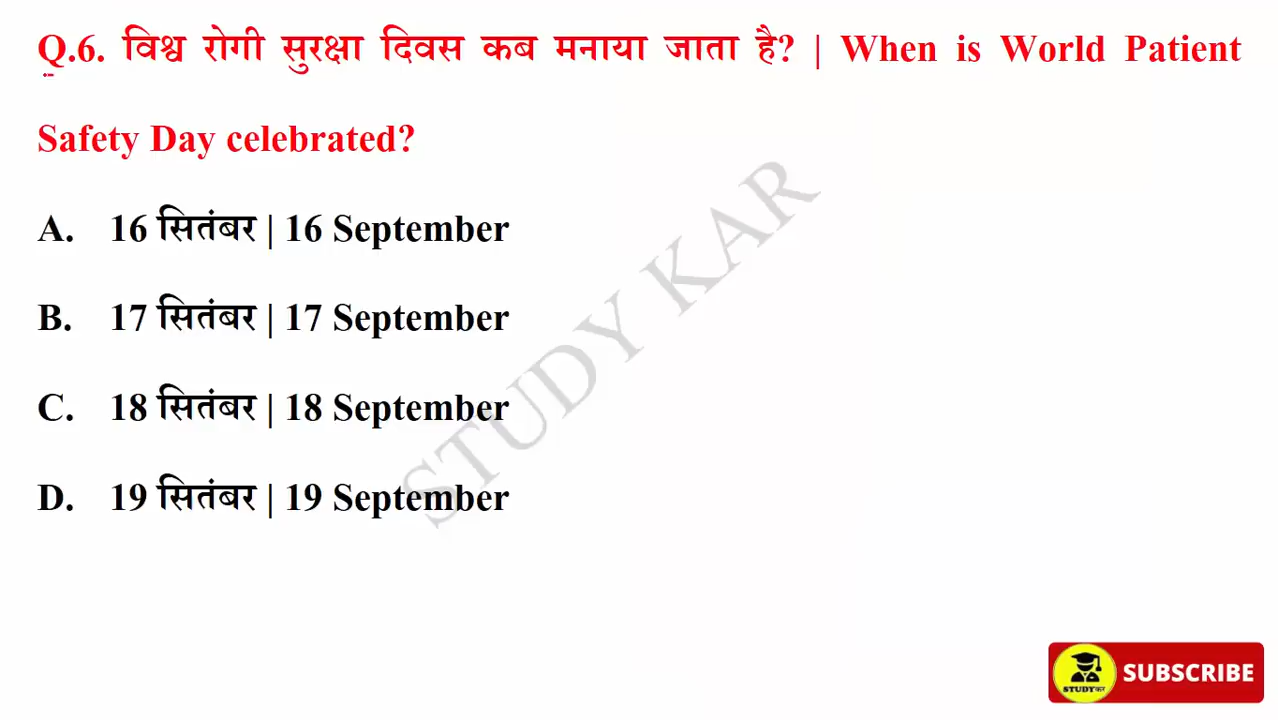 Q.6. विश्व रोगी सुरक्षा दिवस कब मनाया जाता है? | When is World Patient
Safety Day celebrated?
A. 16 सितंबर | 16 September
B. 17 सितंबर | 17 September
C. 18 सितंबर | 18 September
D. 19 सितंबर | 19 September
STUDY KAR
SUBSCRIBE
STUDYकर